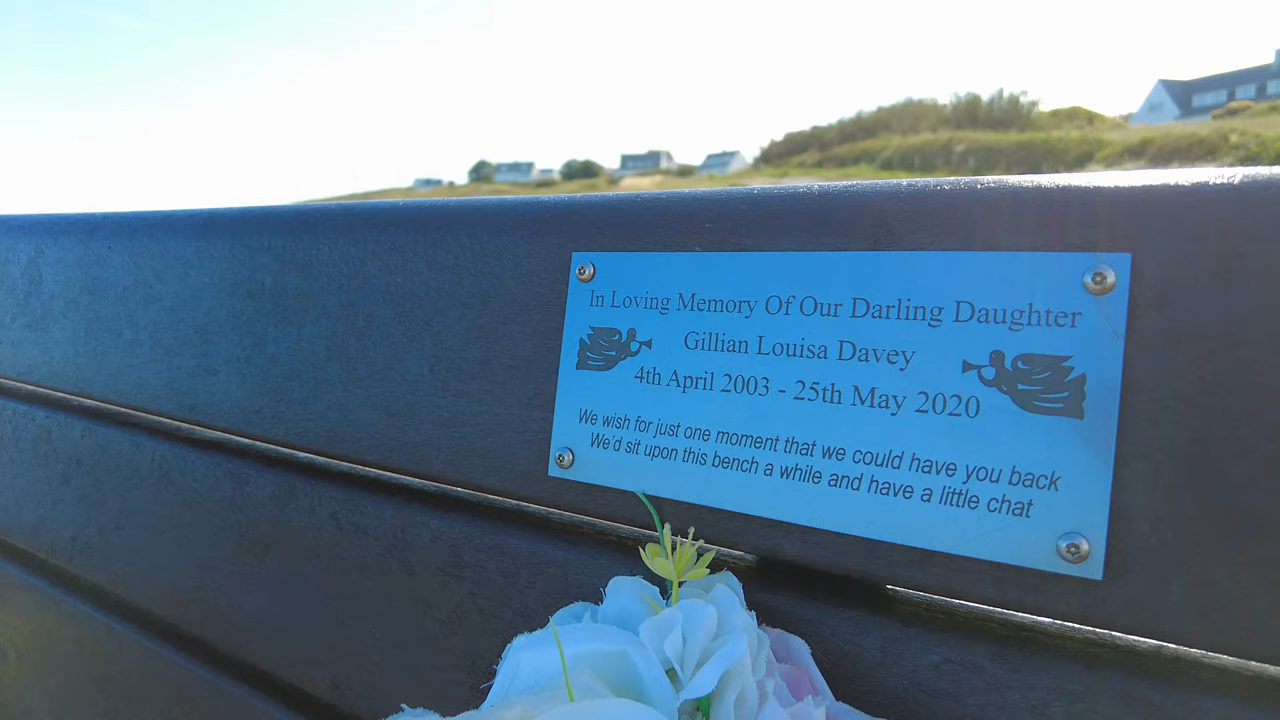 In Loving Memory Of Our Darling Daughter
Gillian Louisa Davey
4th April 2003 - 25th May 2020
We wish for just one moment that we could have you back
We'd sit upon this bench a while and have a little chat